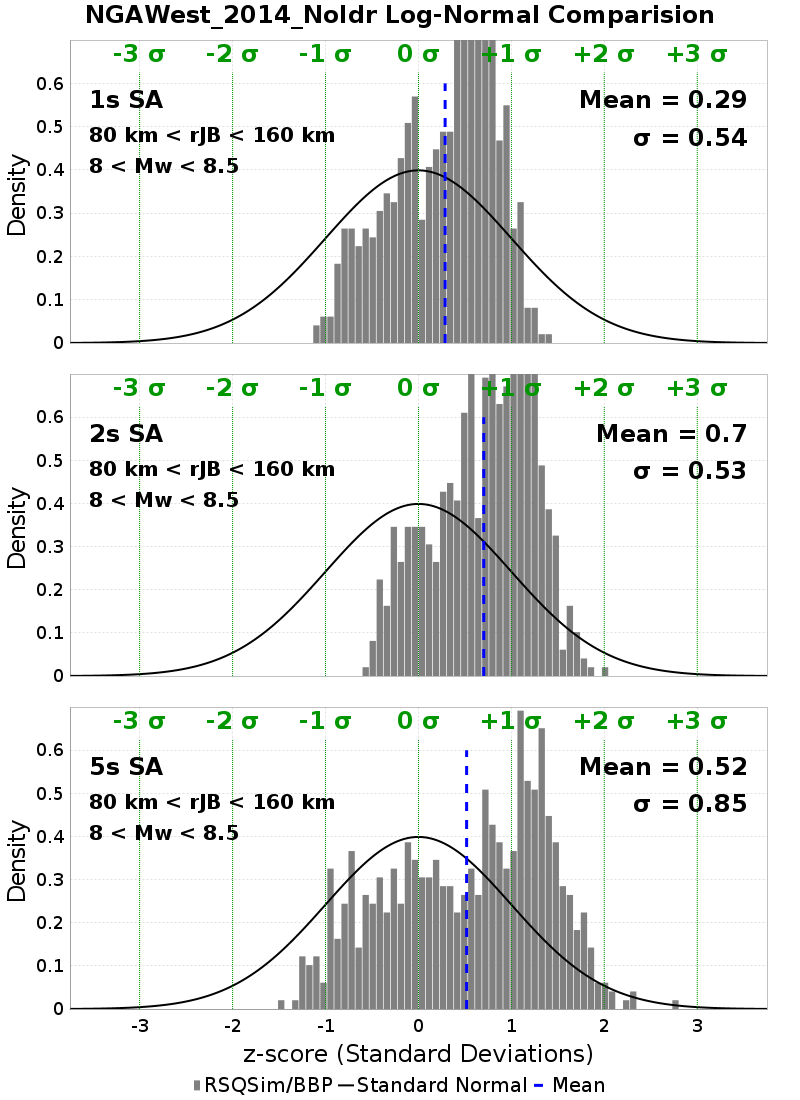 NGAWest_2014_NoIdr Log-Normal Comparision
-3 σ -2 σ -1 σ 0 σ +1 σ +2 σ +3 σ
1s SA
Mean = 0.29
80 km < rJB < 160 km
σ = 0.54
8 < Mw < 8.5
Density
0.6
0.5
0.4
0.3
0.2
0.1
0
-3 σ -2 σ -1 σ 0 σ +1 σ +2 σ +3 σ
2s SA
Mean = 0.7
80 km < rJB < 160 km
σ = 0.53
8 < Mw < 8.5
Density
0.6
0.5
0.4
0.3
0.2
0.1
0
-3 σ -2 σ -1 σ 0 σ +1 σ +2 σ +3 σ
5s SA
Mean = 0.52
80 km < rJB < 160 km
σ = 0.85
8 < Mw < 8.5
Density
0.6
0.5
0.4
0.3
0.2
0.1
0
-3 -2 -1 0 1 2 3
z-score (Standard Deviations)
RSQSim/BBP Standard Normal Mean